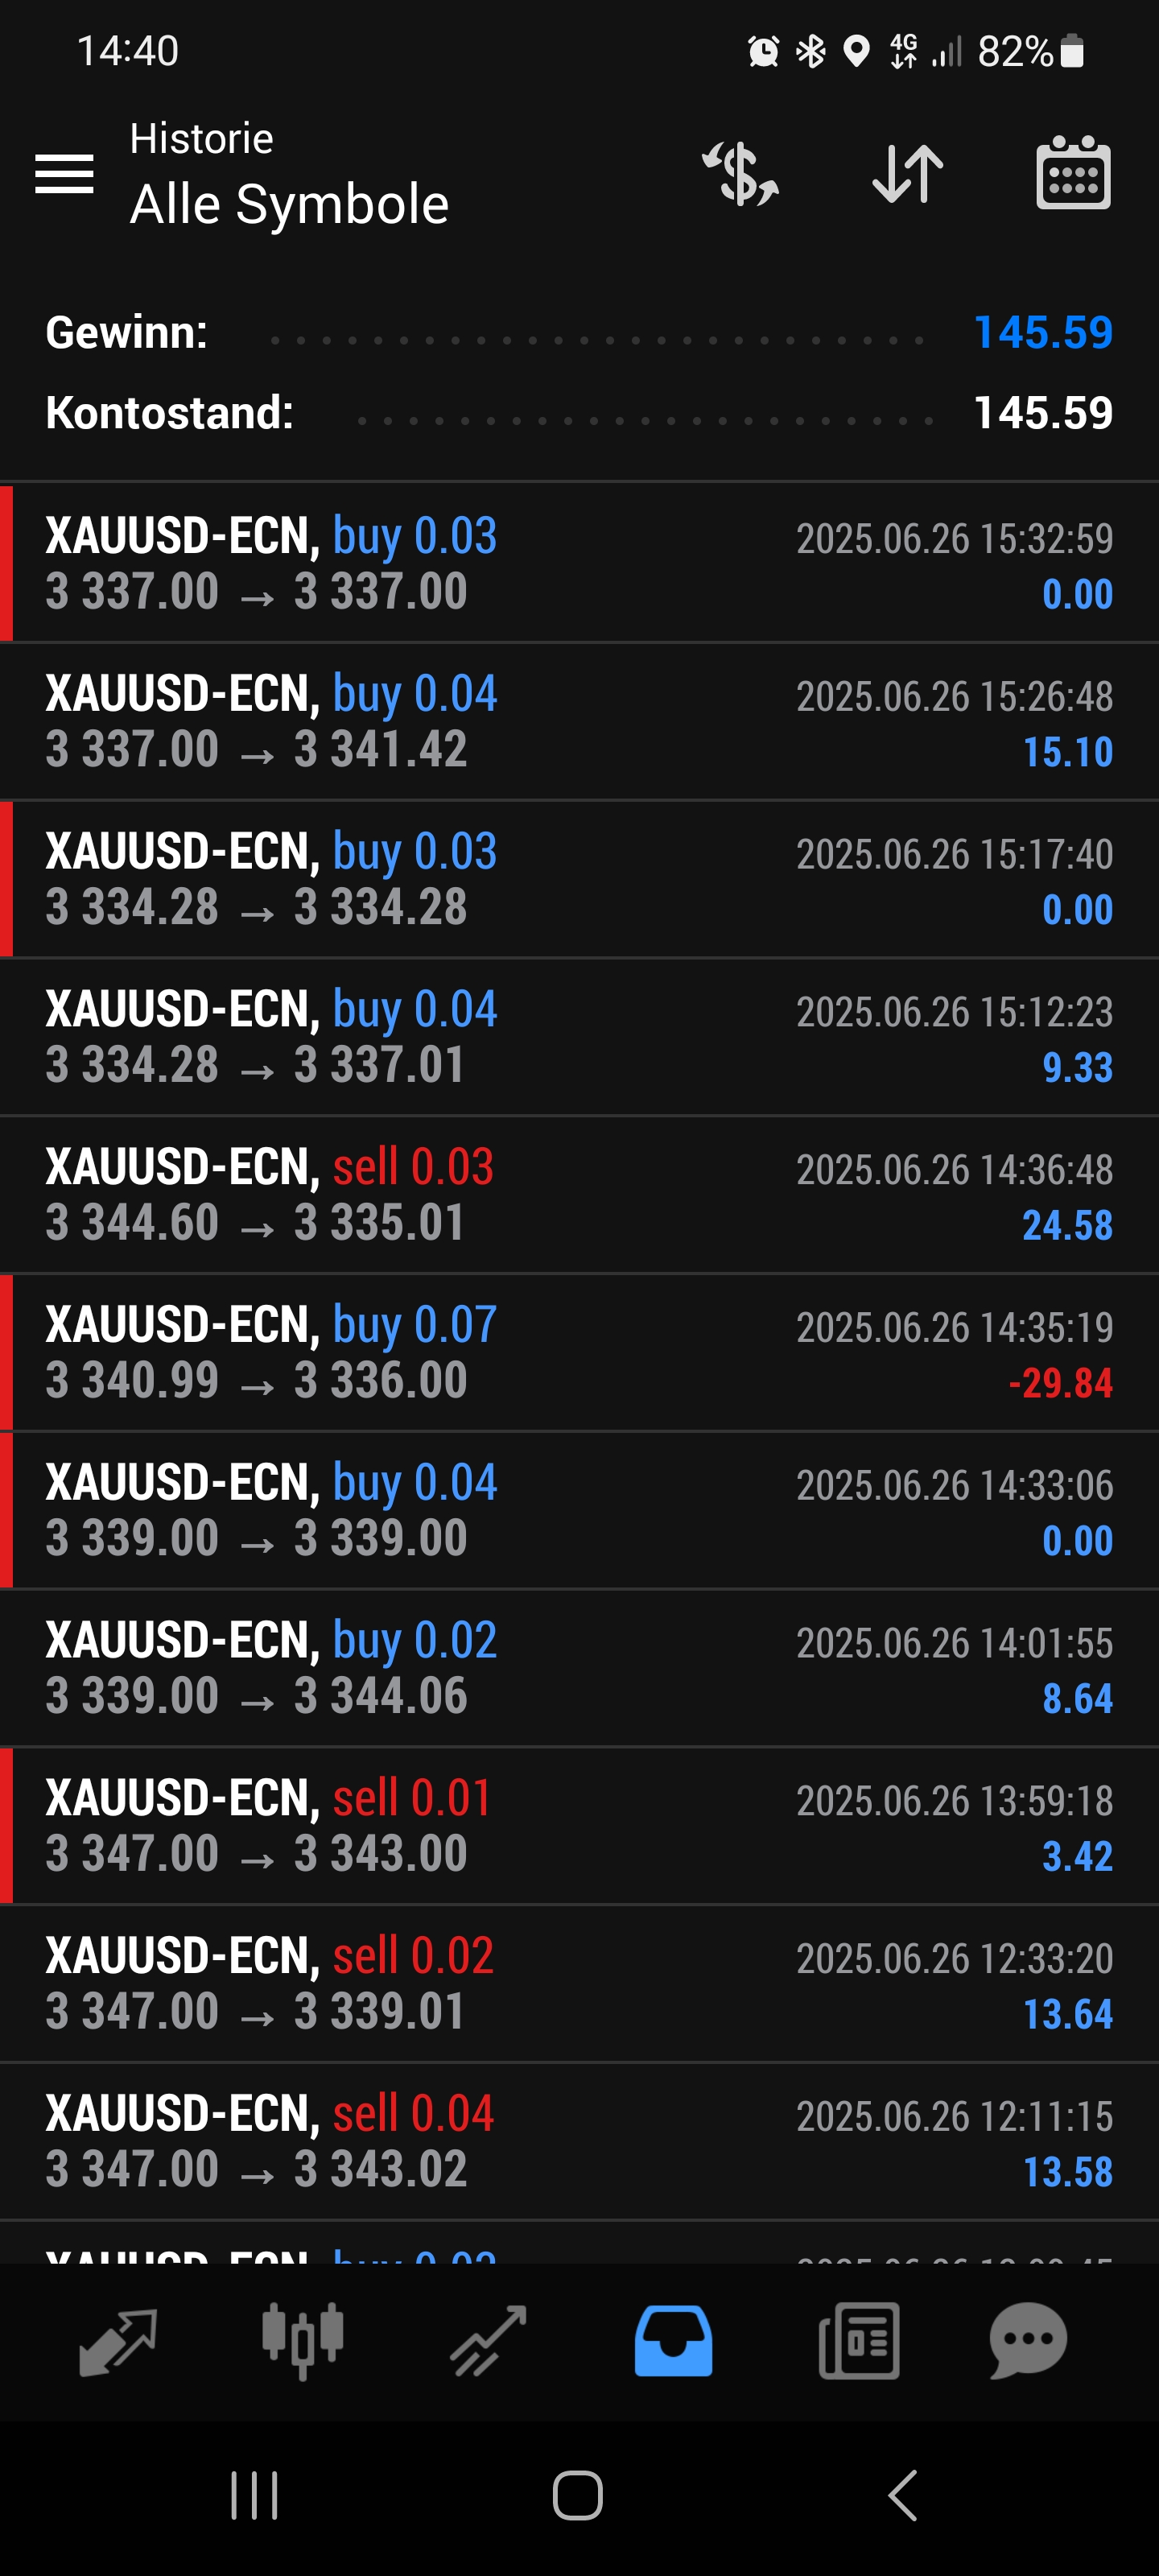 14:40
4G
82%
Historie
Alle Symbole
Gewinn: 145.59
Kontostand: 145.59
XAUUSD-ECN, buy 0.03 2025.06.26 15:32:59
3 337.00 → 3 337.00 0.00
XAUUSD-ECN, buy 0.04 2025.06.26 15:26:48
3 337.00 → 3 341.42 15.10
XAUUSD-ECN, buy 0.03 2025.06.26 15:17:40
3 334.28 → 3 334.28 0.00
XAUUSD-ECN, buy 0.04 2025.06.26 15:12:23
3 334.28 → 3 337.01 9.33
XAUUSD-ECN, sell 0.03 2025.06.26 14:36:48
3 344.60 → 3 335.01 24.58
XAUUSD-ECN, buy 0.07 2025.06.26 14:35:19
3 340.99 → 3 336.00 -29.84
XAUUSD-ECN, buy 0.04 2025.06.26 14:33:06
3 339.00 → 3 339.00 0.00
XAUUSD-ECN, buy 0.02 2025.06.26 14:01:55
3 339.00 → 3 344.06 8.64
XAUUSD-ECN, sell 0.01 2025.06.26 13:59:18
3 347.00 → 3 343.00 3.42
XAUUSD-ECN, sell 0.02 2025.06.26 12:33:20
3 347.00 → 3 339.01 13.64
XAUUSD-ECN, sell 0.04 2025.06.26 12:11:15
3 347.00 → 3 343.02 13.58
XAUUSD-ECN, buy